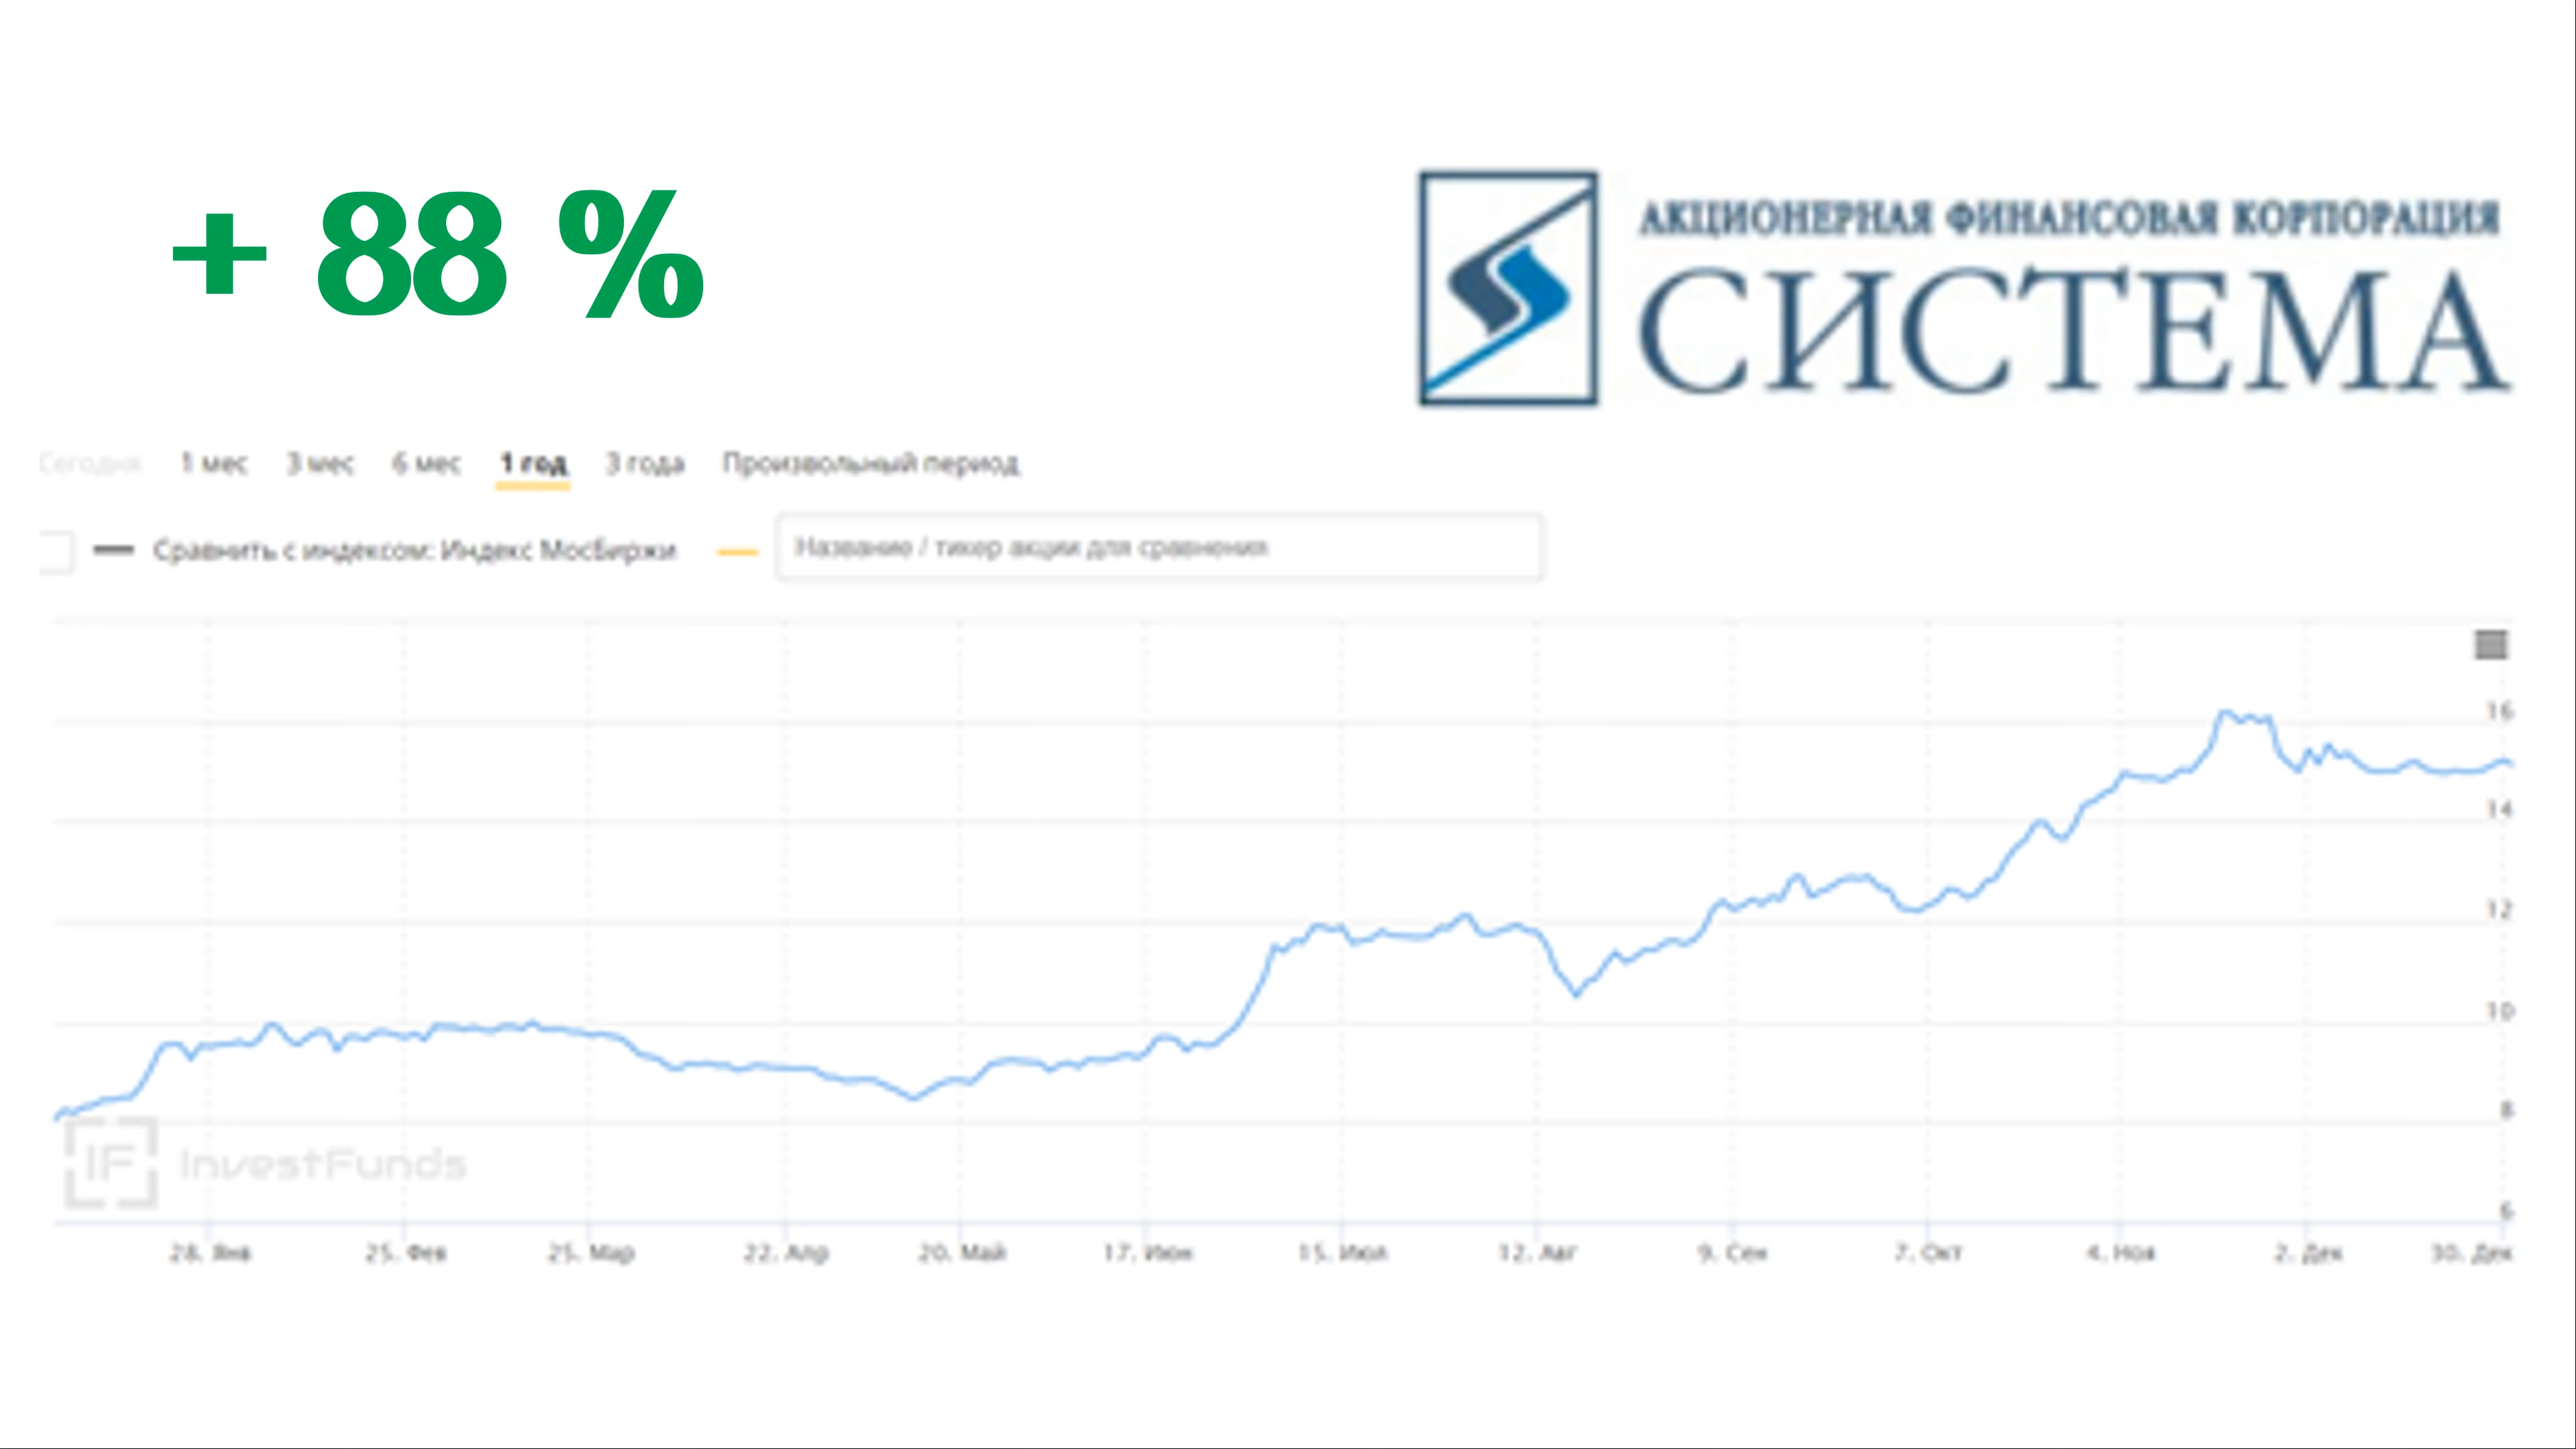 + 88 %
АКЦИОНЕРНАЯ ФИНАНСОВАЯ КОРПОРАЦИЯ
СИСТЕМА
Сегодня 1 мес 3 мес 6 мес 1 год 3 года Произвольный период
Сравнить с индексом: Индекс МосБиржи Название / тикер акции для сравнения
16
14
12
10
8
6
IF InvestFunds
28. Янв 25. Фев 25. Мар 22. Апр 20. Май 17. Июн 15. Июл 12. Авг 9. Сен 7. Окт 4. Ноя 2. Дек 30. Дек